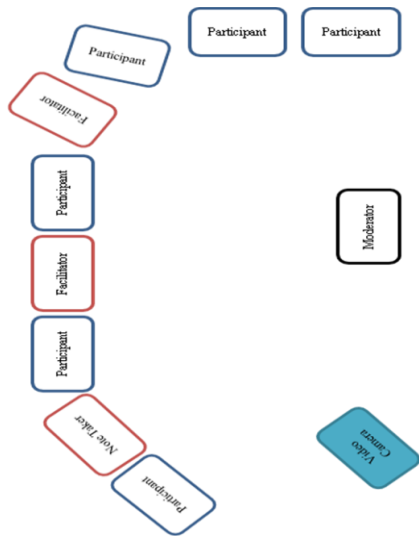 Participant
Participant
Participant
Facilitator
Participant
Moderator
Facilitator
Participant
Note Taker
Video
Camera
Participant